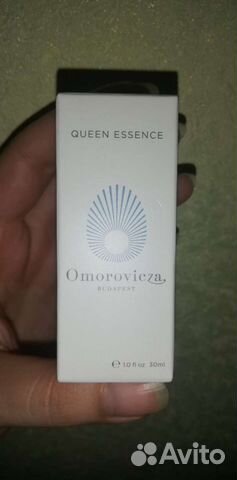 QUEEN ESSENCE
Omorovicza
BUDAPEST
℮ 1.0 fl oz 30ml
Avito